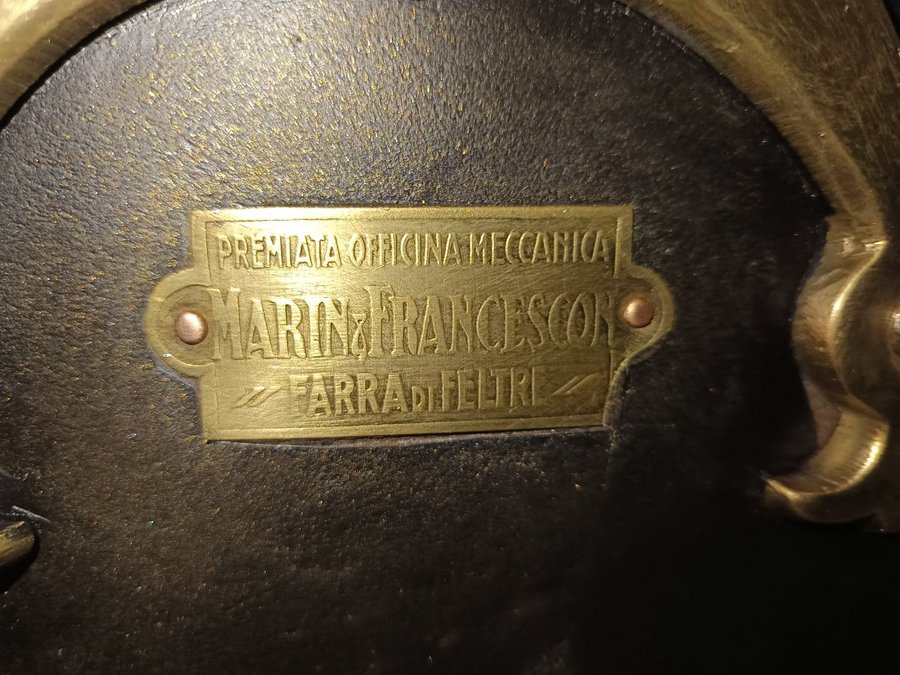 PREMIATA OFFICINA MECCANICA
MARIN & FRANCESCON
FARRA DI FELTRE